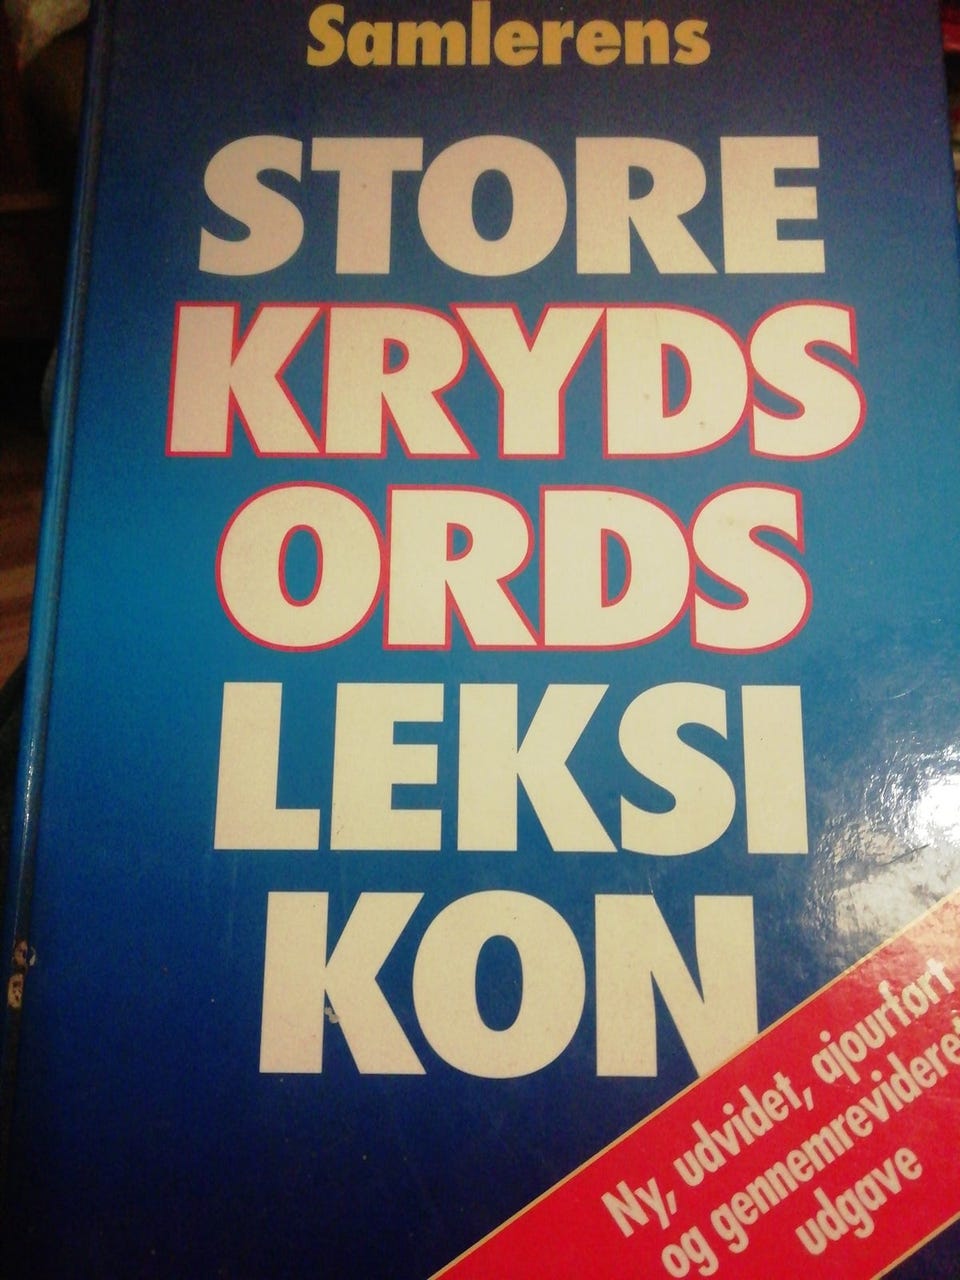 Samlerens
STORE
KRYDS
ORDS
LEKSI
KON
Ny, udvidet, ajourført
og gennemrevideret
udgave